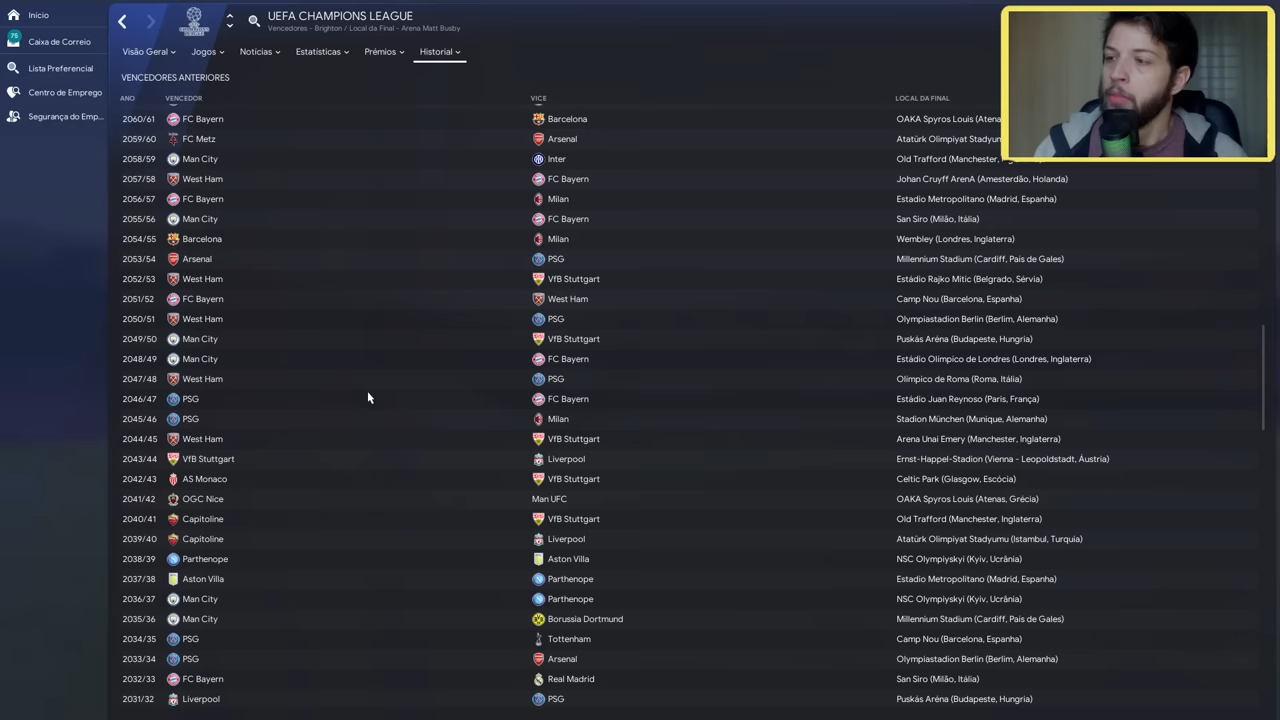 Início
75
Caixa de Correio
Lista Preferencial
Centro de Emprego
Segurança do Emp...
UEFA CHAMPIONS LEAGUE
Vencedores - Brighton / Local da Final - Arena Matt Busby
Visão Geral Jogos Notícias Estatísticas Prémios Historial
VENCEDORES ANTERIORES
ANO VENCEDOR VICE LOCAL DA FINAL
2060/61 FC Bayern Barcelona OAKA Spyros Louis (Atena
2059/60 FC Metz Arsenal Atatürk Olimpiyat Stadyum
2058/59 Man City Inter Old Trafford (Manchester,
2057/58 West Ham FC Bayern Johan Cruyff ArenA (Amesterdão, Holanda)
2056/57 FC Bayern Milan Estadio Metropolitano (Madrid, Espanha)
2055/56 Man City FC Bayern San Siro (Milão, Itália)
2054/55 Barcelona Milan Wembley (Londres, Inglaterra)
2053/54 Arsenal PSG Millennium Stadium (Cardiff, País de Gales)
2052/53 West Ham VfB Stuttgart Estádio Rajko Mitic (Belgrado, Sérvia)
2051/52 FC Bayern West Ham Camp Nou (Barcelona, Espanha)
2050/51 West Ham PSG Olympiastadion Berlin (Berlim, Alemanha)
2049/50 Man City VfB Stuttgart Puskás Aréna (Budapeste, Hungria)
2048/49 Man City FC Bayern Estádio Olímpico de Londres (Londres, Inglaterra)
2047/48 West Ham PSG Olimpico de Roma (Roma, Itália)
2046/47 PSG FC Bayern Estádio Juan Reynoso (Paris, França)
2045/46 PSG Milan Stadion München (Munique, Alemanha)
2044/45 West Ham VfB Stuttgart Arena Unai Emery (Manchester, Inglaterra)
2043/44 VfB Stuttgart Liverpool Ernst-Happel-Stadion (Vienna - Leopoldstadt, Áustria)
2042/43 AS Monaco VfB Stuttgart Celtic Park (Glasgow, Escócia)
2041/42 OGC Nice Man UFC OAKA Spyros Louis (Atenas, Grécia)
2040/41 Capitoline VfB Stuttgart Old Trafford (Manchester, Inglaterra)
2039/40 Capitoline Liverpool Atatürk Olimpiyat Stadyumu (Istambul, Turquia)
2038/39 Parthenope Aston Villa NSC Olympiyskyi (Kyiv, Ucrânia)
2037/38 Aston Villa Parthenope Estadio Metropolitano (Madrid, Espanha)
2036/37 Man City Parthenope NSC Olympiyskyi (Kyiv, Ucrânia)
2035/36 Man City Borussia Dortmund Millennium Stadium (Cardiff, País de Gales)
2034/35 PSG Tottenham Camp Nou (Barcelona, Espanha)
2033/34 PSG Arsenal Olympiastadion Berlin (Berlim, Alemanha)
2032/33 FC Bayern Real Madrid San Siro (Milão, Itália)
2031/32 Liverpool PSG Puskás Aréna (Budapeste, Hungria)